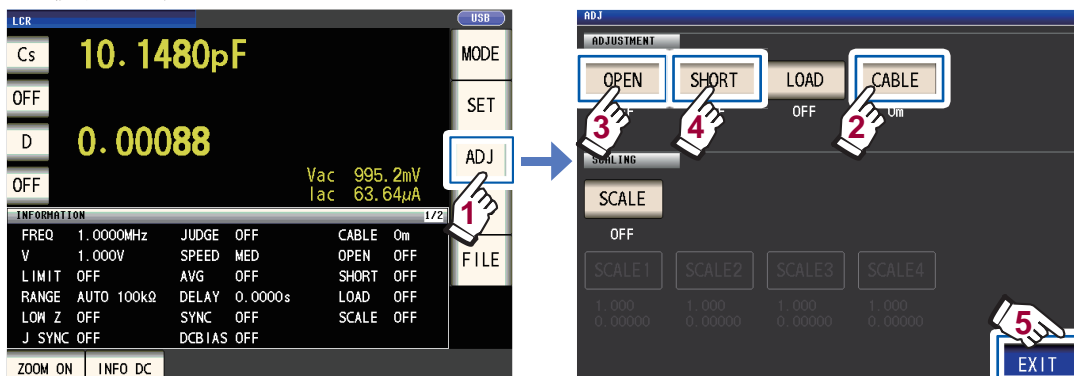 LCR
USB
Cs 10.1480pF
MODE
OFF
SET
D 0.00088
ADJ
OFF
Vac 995.2mV
Iac 63.64μA
1
INFORMATION 1/2
FREQ 1.0000MHz JUDGE OFF CABLE 0m
V 1.000V SPEED MED OPEN OFF
FILE
LIMIT OFF AVG OFF SHORT OFF
RANGE AUTO 100kΩ DELAY 0.0000s LOAD OFF
LOW Z OFF SYNC OFF SCALE OFF
J SYNC OFF DCBIAS OFF
ZOOM ON INFO DC
ADJ
ADJUSTMENT
OPEN SHORT LOAD CABLE
OFF 0m
3 4 2
SCALING
SCALE
OFF
SCALE1 SCALE2 SCALE3 SCALE4
1.000 1.000 1.000 1.000
0.00000 0.00000 0.00000 0.00000
5
EXIT